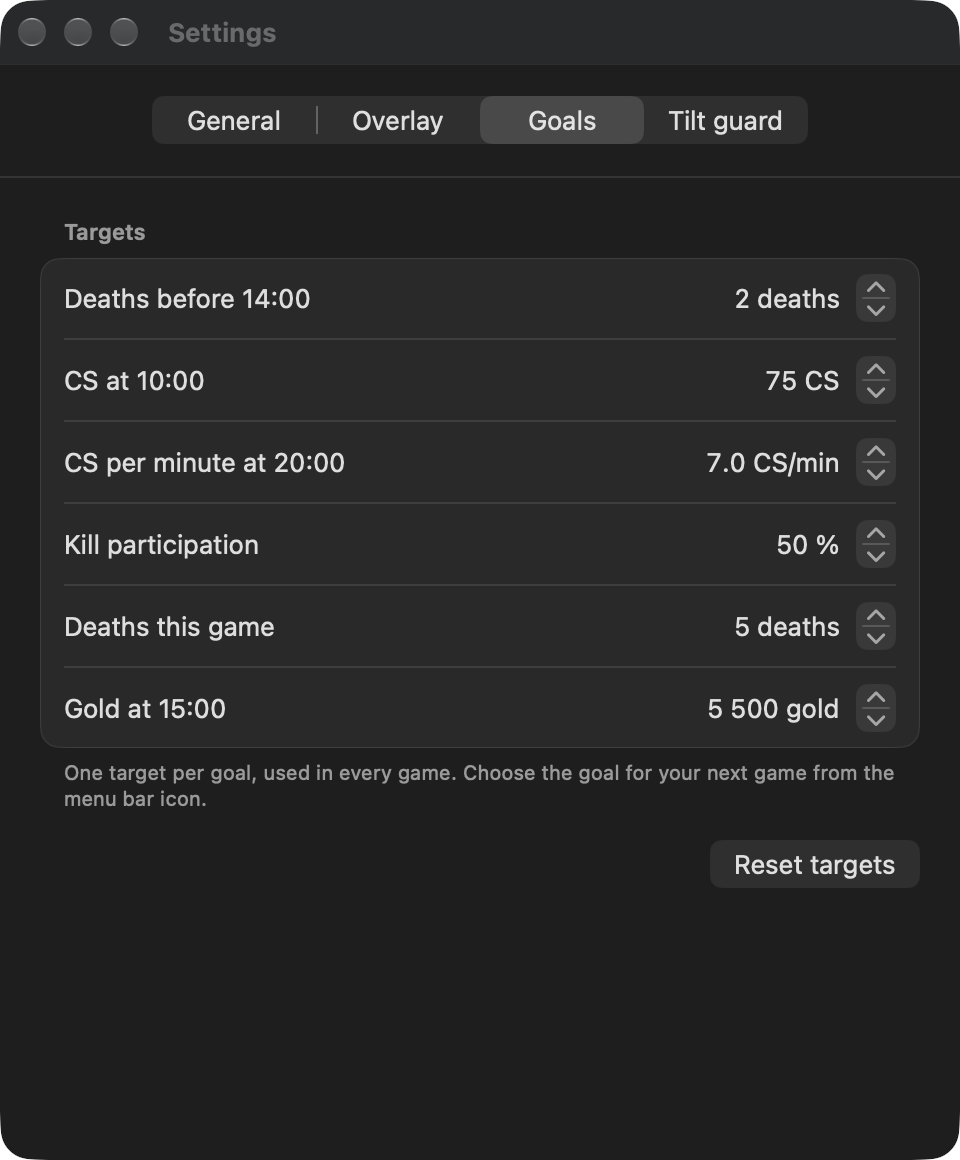 Settings
General
Overlay
Goals
Tilt guard
Targets
Deaths before 14:00
2 deaths
CS at 10:00
75 CS
CS per minute at 20:00
7.0 CS/min
Kill participation
50 %
Deaths this game
5 deaths
Gold at 15:00
5 500 gold
One target per goal, used in every game. Choose the goal for your next game from the
menu bar icon.
Reset targets